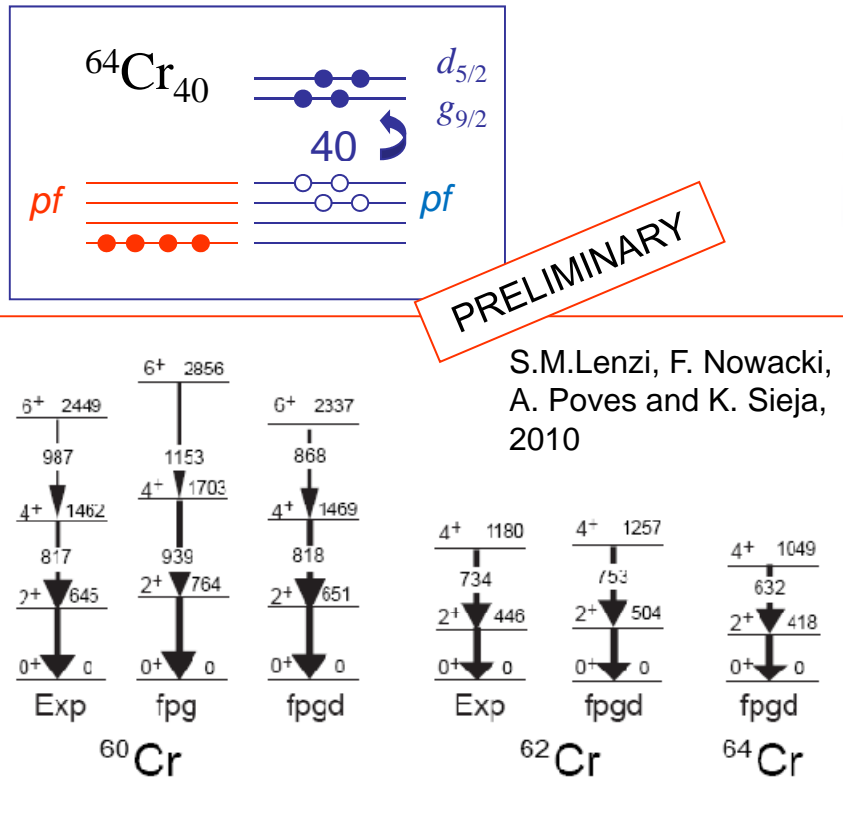 ⁶⁴Cr₄₀
d₅/₂
g₉/₂
40
pf
pf
PRELIMINARY
S.M.Lenzi, F. Nowacki,
A. Poves and K. Sieja,
2010
6+ 2449
987
4+ 1462
817
2+ 645
0+ 0
Exp
6+ 2856
1153
4+ 1703
939
2+ 764
0+ 0
fpg
6+ 2337
868
4+ 1469
818
2+ 651
0+ 0
fpgd
⁶⁰Cr
4+ 1180
734
2+ 446
0+ 0
Exp
4+ 1257
753
2+ 504
0+ 0
fpgd
⁶²Cr
4+ 1049
632
2+ 418
0+ 0
fpgd
⁶⁴Cr